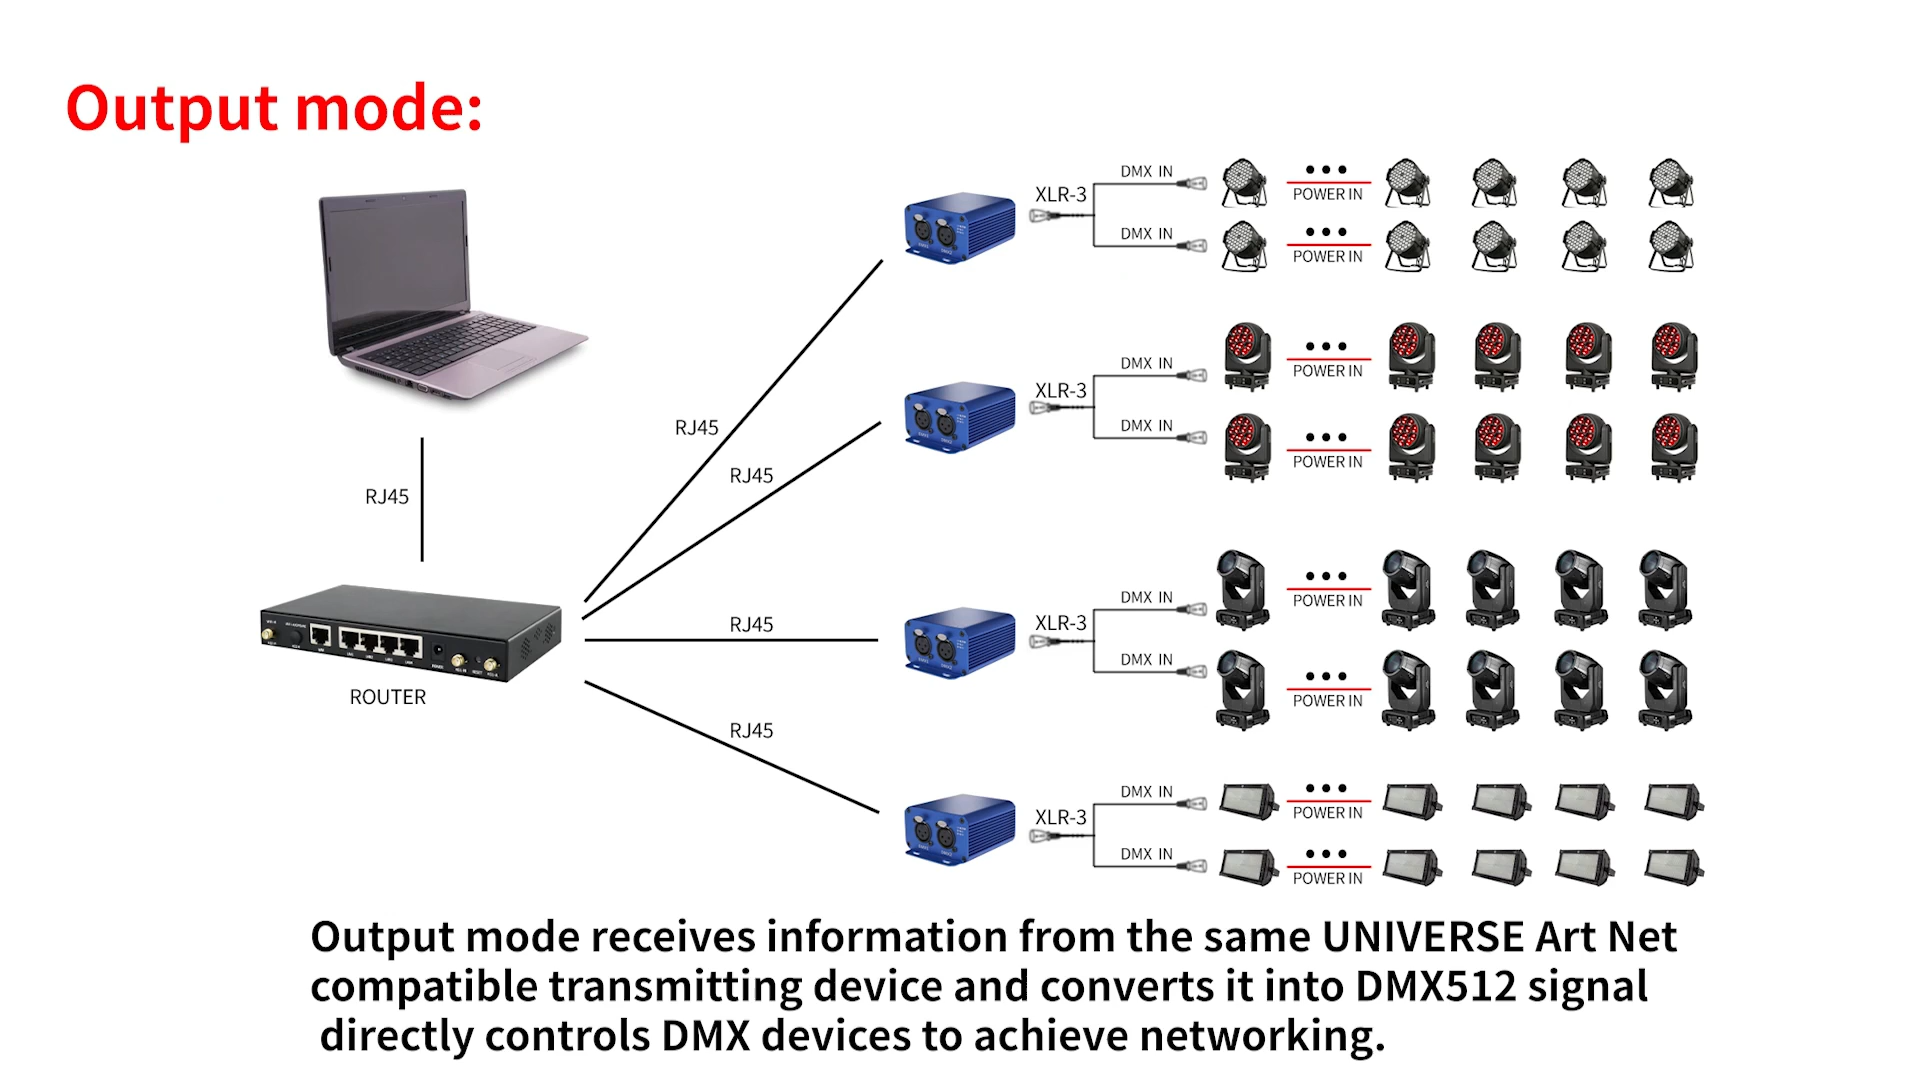 Output mode:
XLR-3
DMX IN
POWER IN
DMX IN
POWER IN
RJ45
XLR-3
DMX IN
POWER IN
DMX IN
POWER IN
RJ45
RJ45
XLR-3
DMX IN
POWER IN
DMX IN
POWER IN
RJ45
ROUTER
RJ45
XLR-3
DMX IN
POWER IN
DMX IN
POWER IN
Output mode receives information from the same UNIVERSE Art Net
compatible transmitting device and converts it into DMX512 signal
directly controls DMX devices to achieve networking.